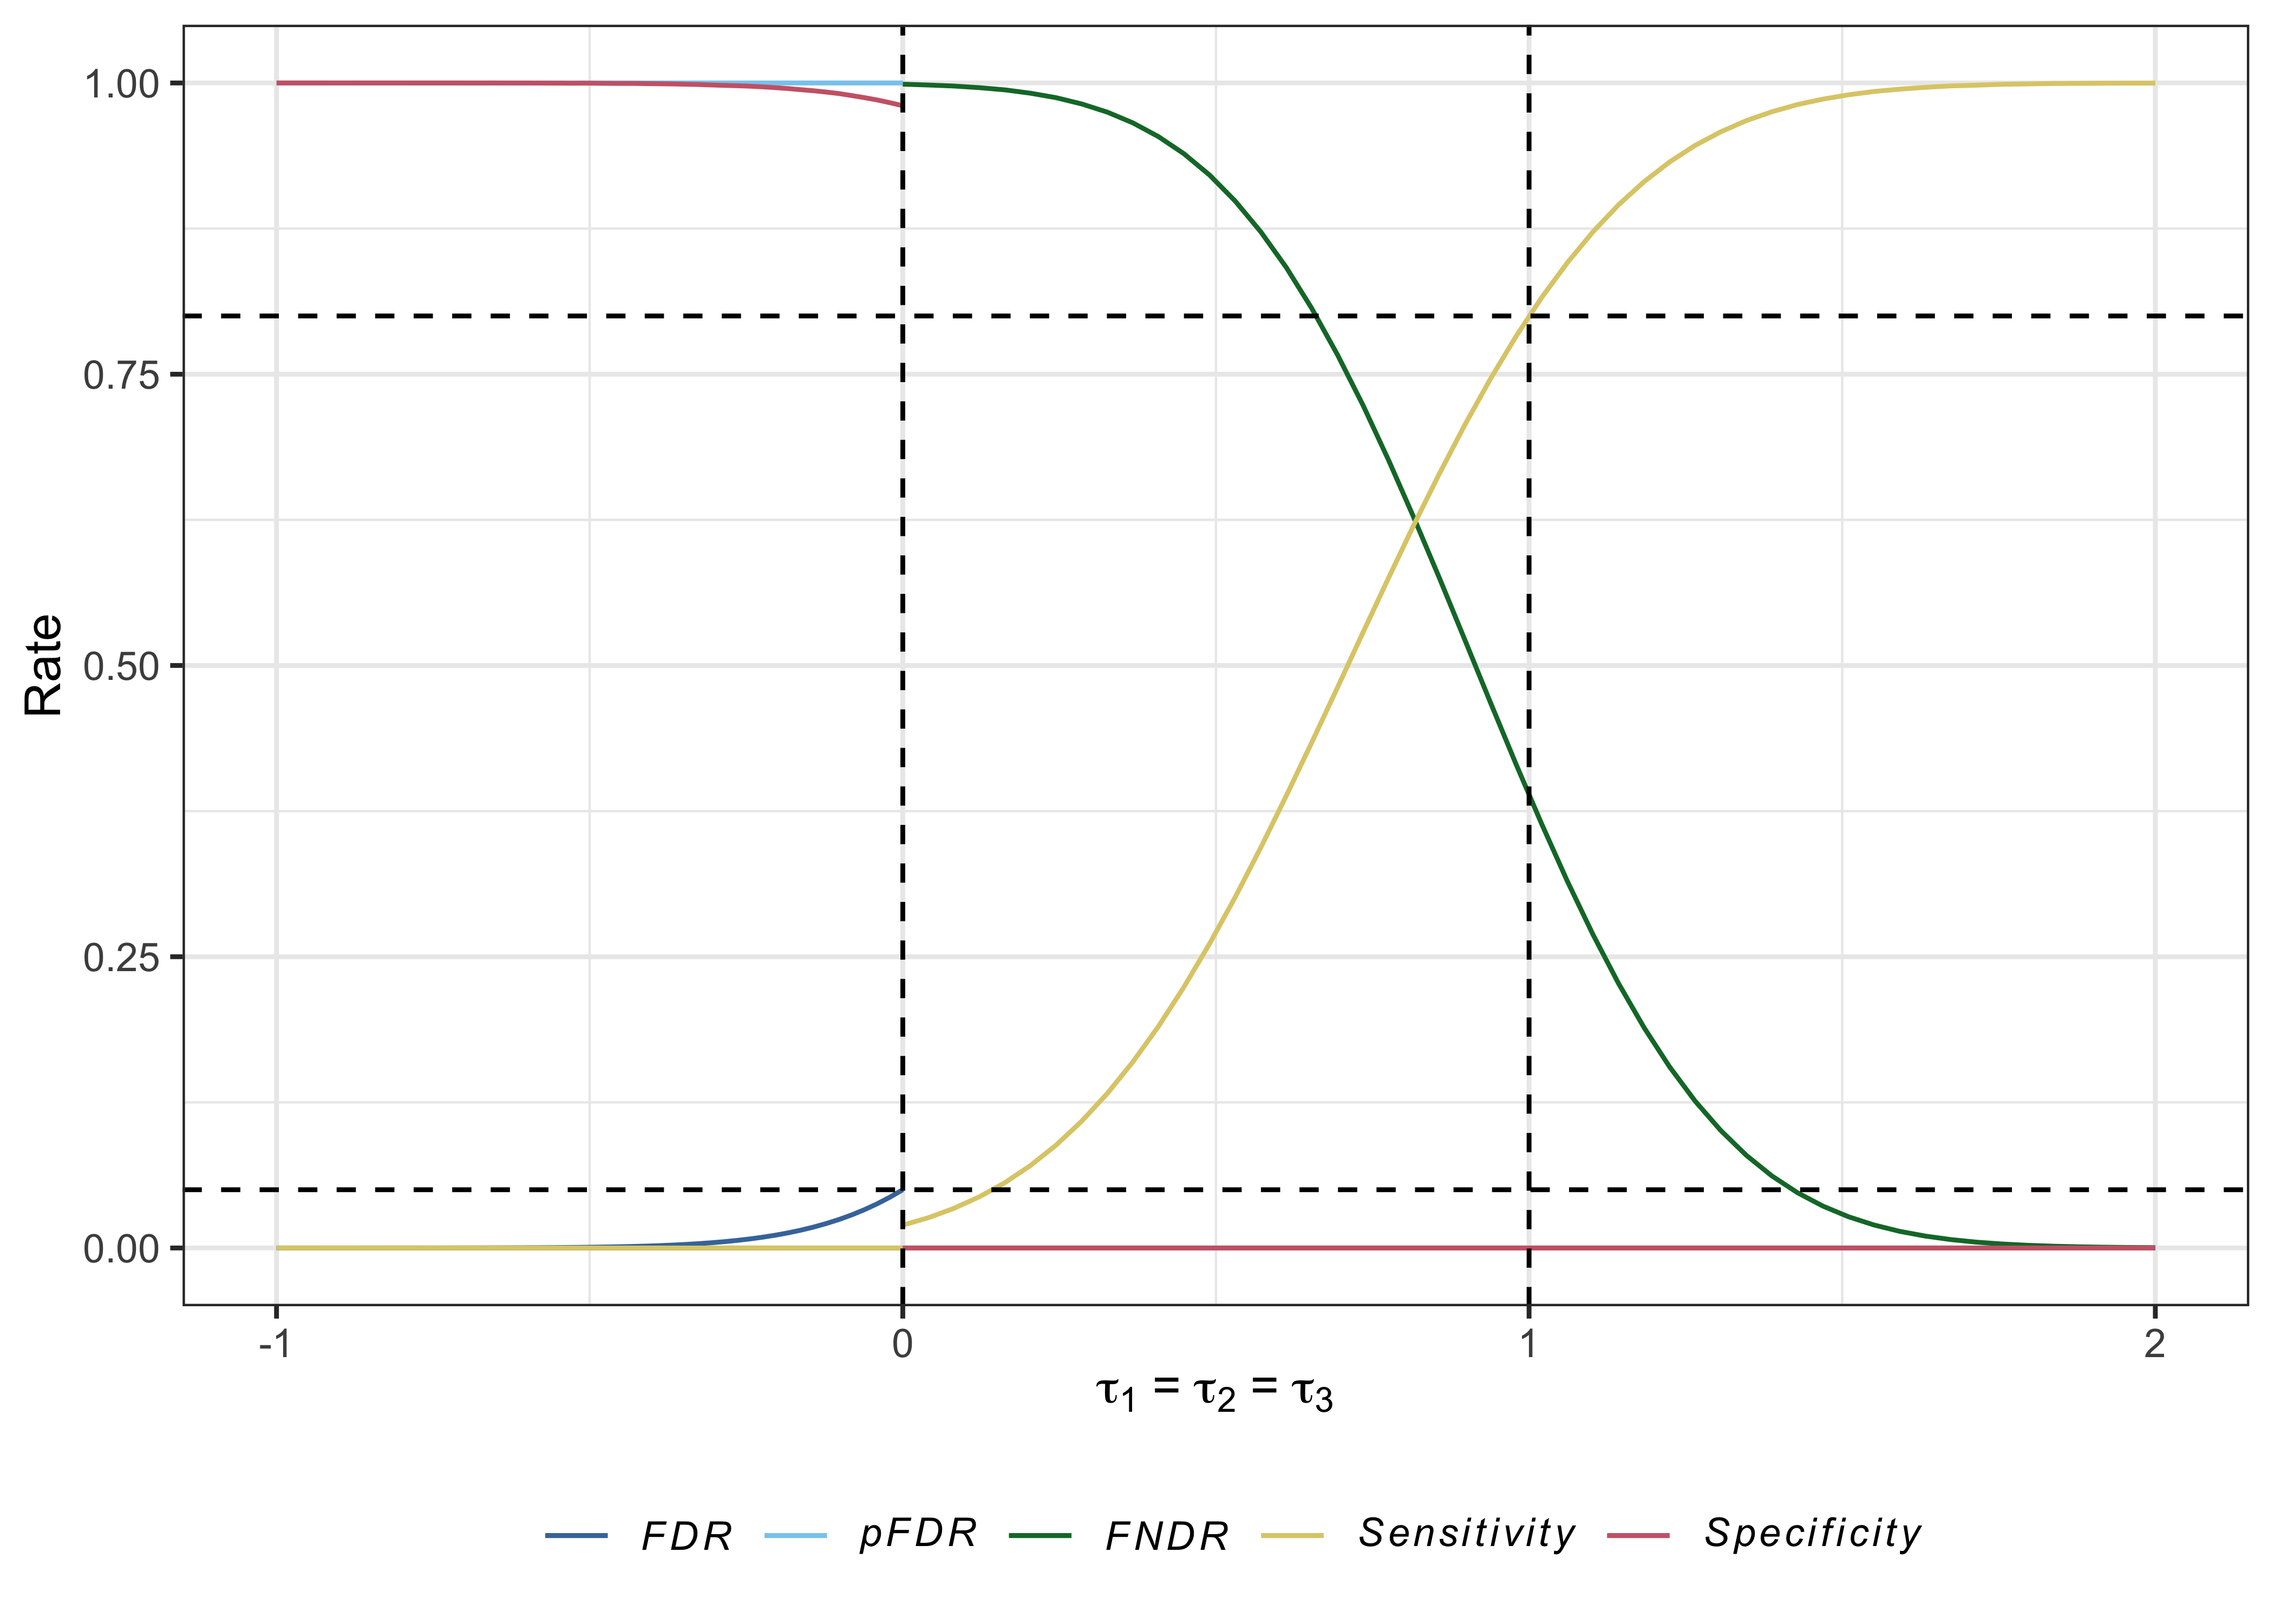 1.00
0.75
0.50
0.25
0.00
Rate
-1 0 1 2
τ1 = τ2 = τ3
FDR pFDR FNDR Sensitivity Specificity